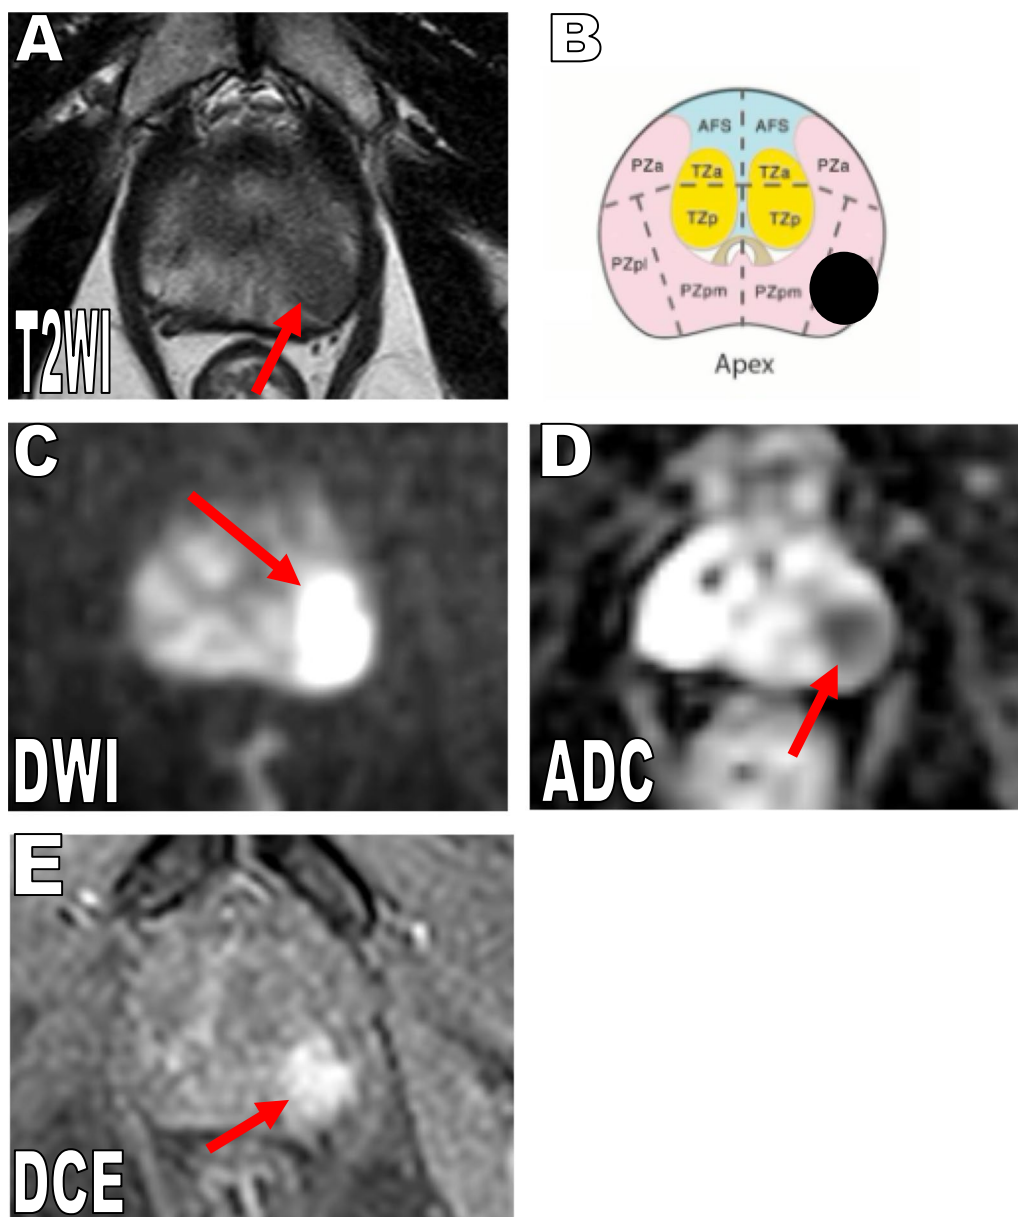 A
T2WI
B
AFS AFS
PZa TZa TZa PZa
TZp TZp
PZpl
PZpm PZpm
Apex
C
DWI
D
ADC
E
DCE